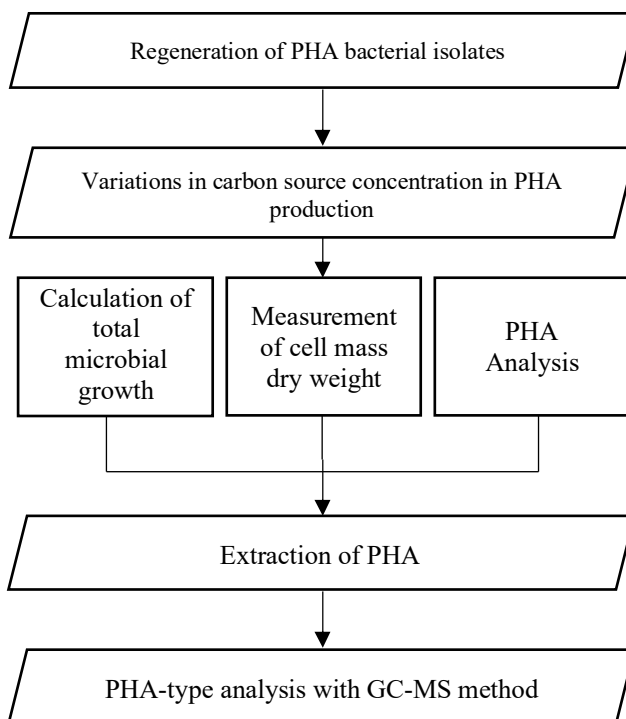 Regeneration of PHA bacterial isolates
Variations in carbon source concentration in PHA
production
Calculation of
total
microbial
growth
Measurement
of cell mass
dry weight
PHA
Analysis
Extraction of PHA
PHA-type analysis with GC-MS method